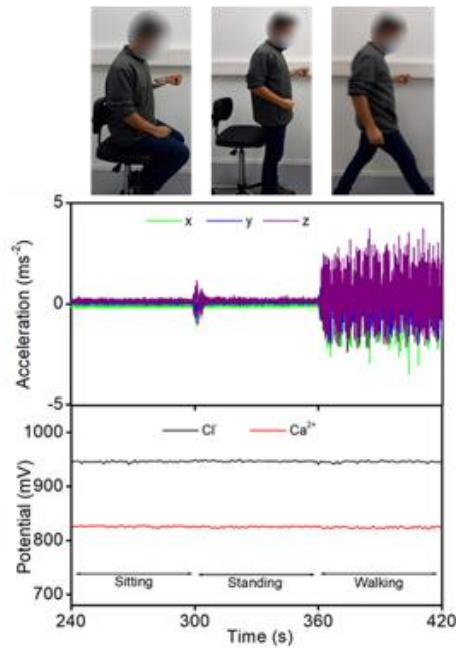 x y z
5
0
-5
Acceleration (ms⁻²)
Cl⁻ Ca²⁺
1000
900
800
700
Potential (mV)
Sitting Standing Walking
240 300 360 420
Time (s)